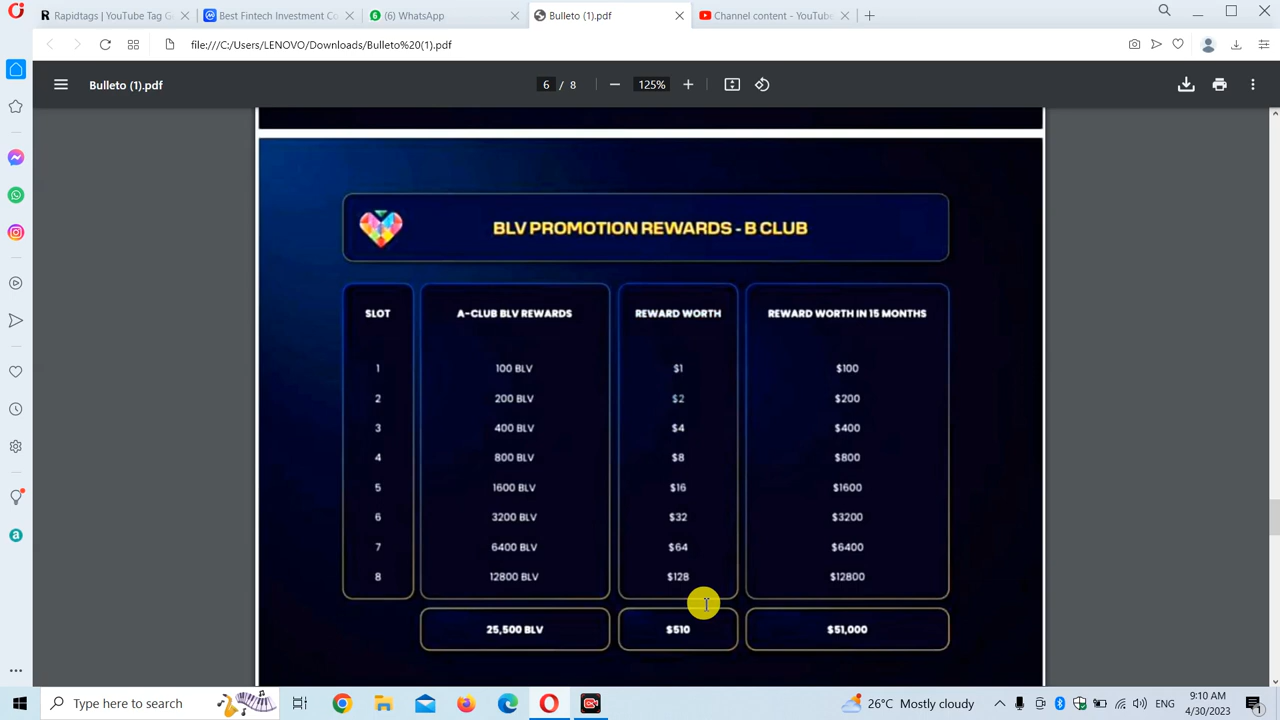 Rapidtags | YouTube Tag G
Best Fintech Investment Co
(6) WhatsApp
Bulleto (1).pdf
Channel content - YouTube
file:///C:/Users/LENOVO/Downloads/Bulleto%20(1).pdf
Bulleto (1).pdf
6 / 8
125%
BLV PROMOTION REWARDS - B CLUB
SLOT A-CLUB BLV REWARDS REWARD WORTH REWARD WORTH IN 15 MONTHS
1 100 BLV $1 $100
2 200 BLV $2 $200
3 400 BLV $4 $400
4 800 BLV $8 $800
5 1600 BLV $16 $1600
6 3200 BLV $32 $3200
7 6400 BLV $64 $6400
8 12800 BLV $128 $12800
25,500 BLV $510 $51,000
Type here to search
26°C Mostly cloudy
ENG
9:10 AM
4/30/2023
1